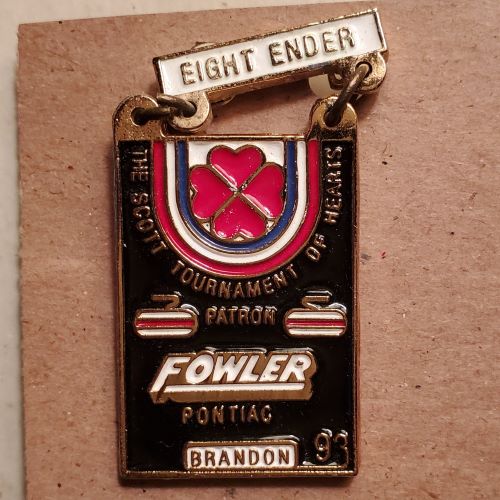 EIGHT ENDER
THE SCOTT TOURNAMENT OF HEARTS
PATRON
FOWLER
PONTIAC
BRANDON 93